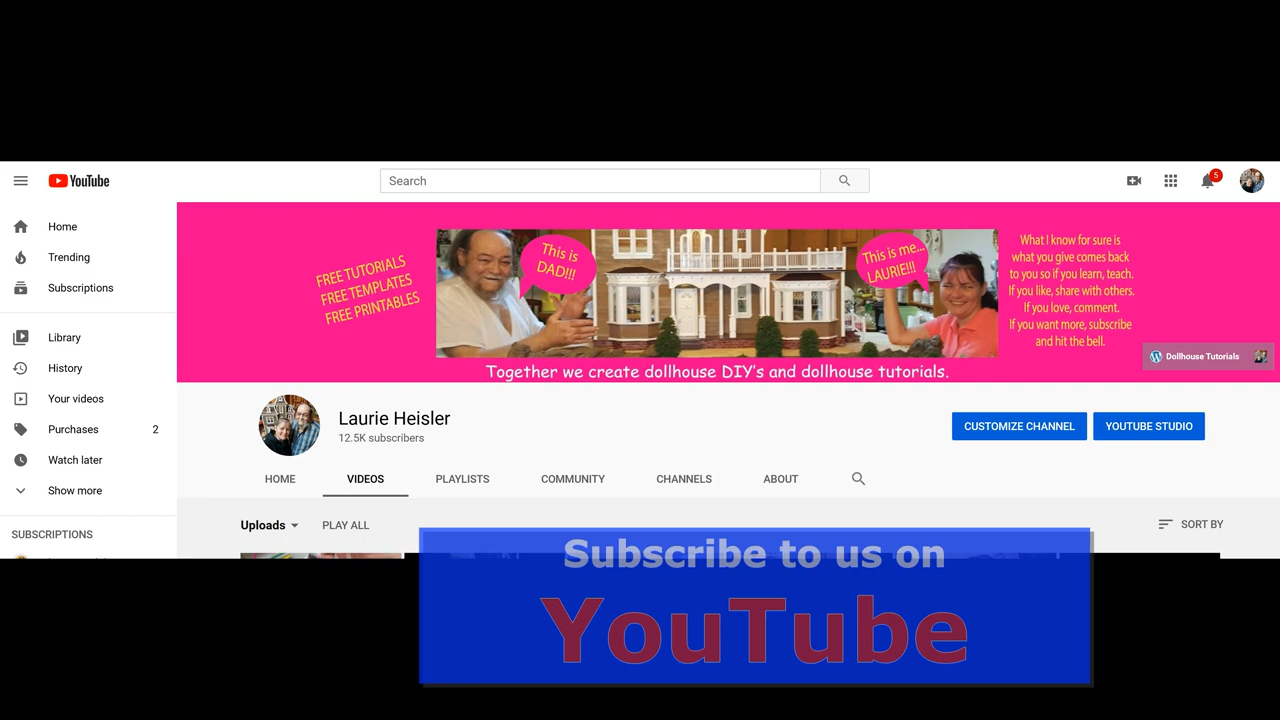 YouTube
Search
5
Home
Trending
Subscriptions
Library
History
Your videos
Purchases 2
Watch later
Show more
SUBSCRIPTIONS
FREE TUTORIALS
FREE TEMPLATES
FREE PRINTABLES
This is
DAD!!!
This is me...
LAURIE!!!
What I know for sure is
what you give comes back
to you so if you learn, teach.
If you like, share with others.
If you love, comment.
If you want more, subscribe
and hit the bell.
Dollhouse Tutorials
Together we create dollhouse DIY's and dollhouse tutorials.
Laurie Heisler
12.5K subscribers
CUSTOMIZE CHANNEL
YOUTUBE STUDIO
HOME VIDEOS PLAYLISTS COMMUNITY CHANNELS ABOUT
Uploads PLAY ALL SORT BY
Subscribe to us on
YouTube